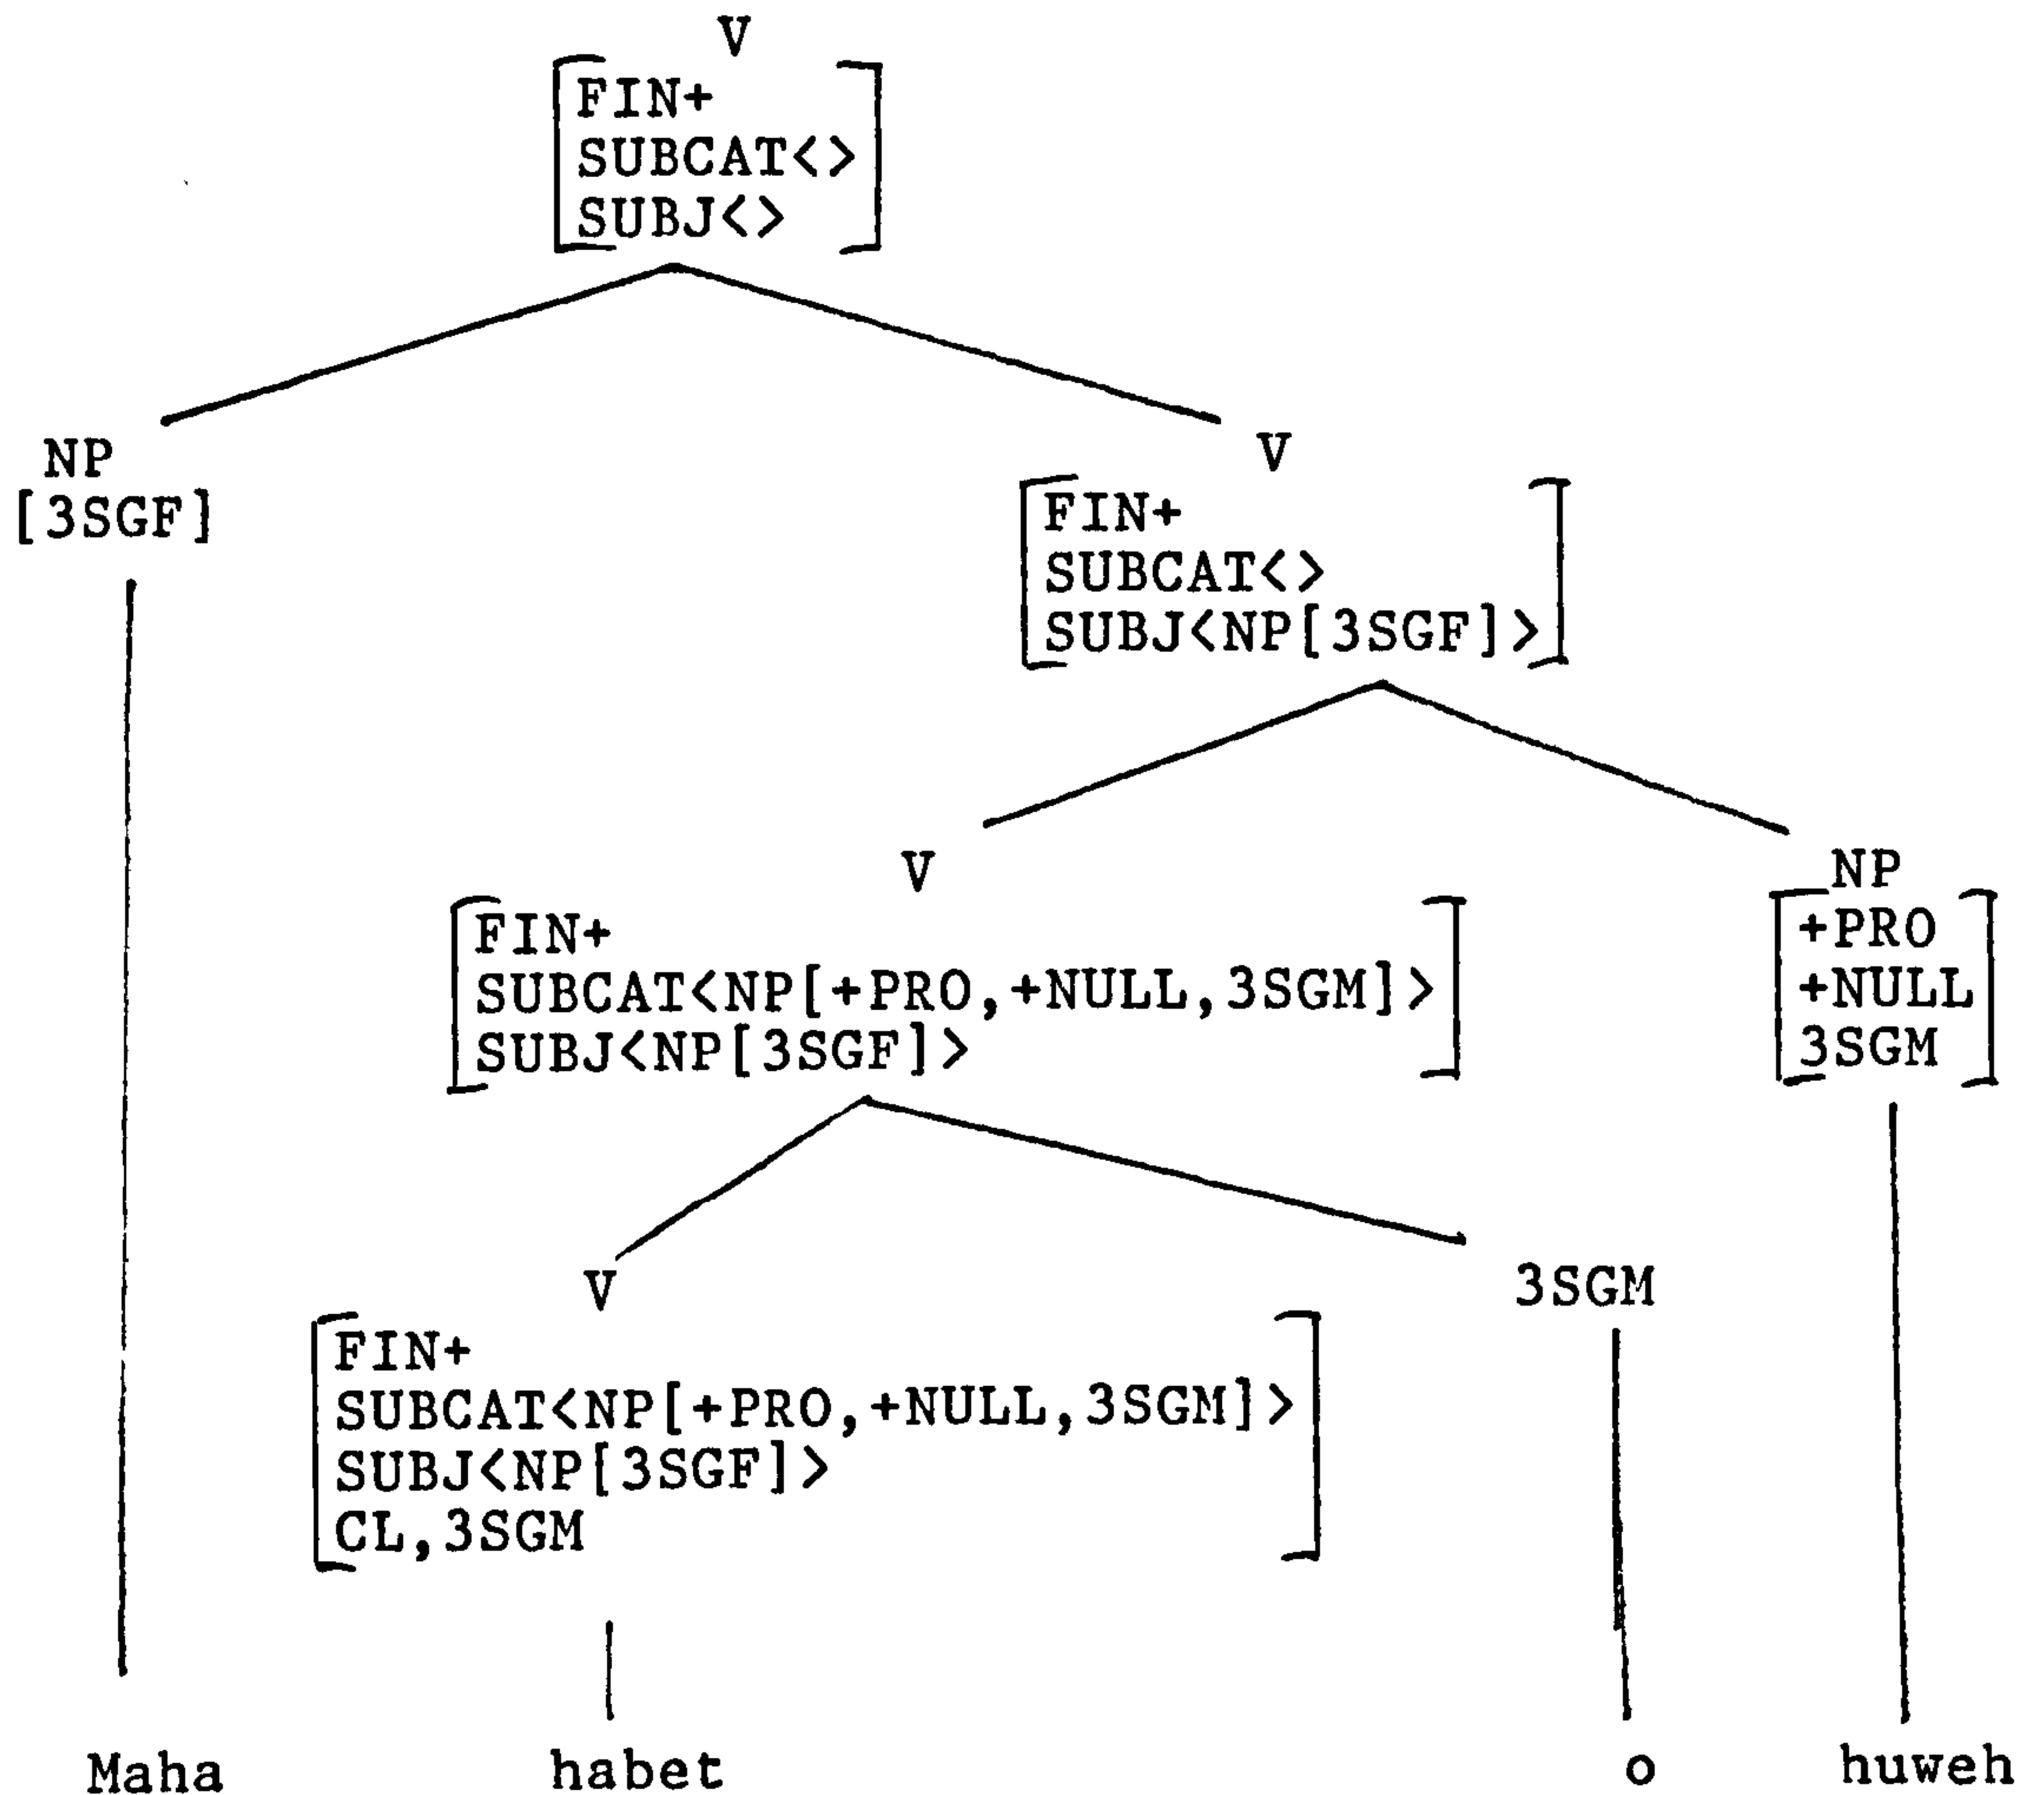 V
FIN+
SUBCAT<>
SUBJ<>
NP
[3SGF]
V
FIN+
SUBCAT<>
SUBJ<NP[3SGF]>
V
FIN+
SUBCAT<NP[+PRO,+NULL,3SGM]>
SUBJ<NP[3SGF]>
NP
+PRO
+NULL
3SGM
V
FIN+
SUBCAT<NP[+PRO,+NULL,3SGM]>
SUBJ<NP[3SGF]>
CL,3SGM
3SGM
Maha habet o huweh